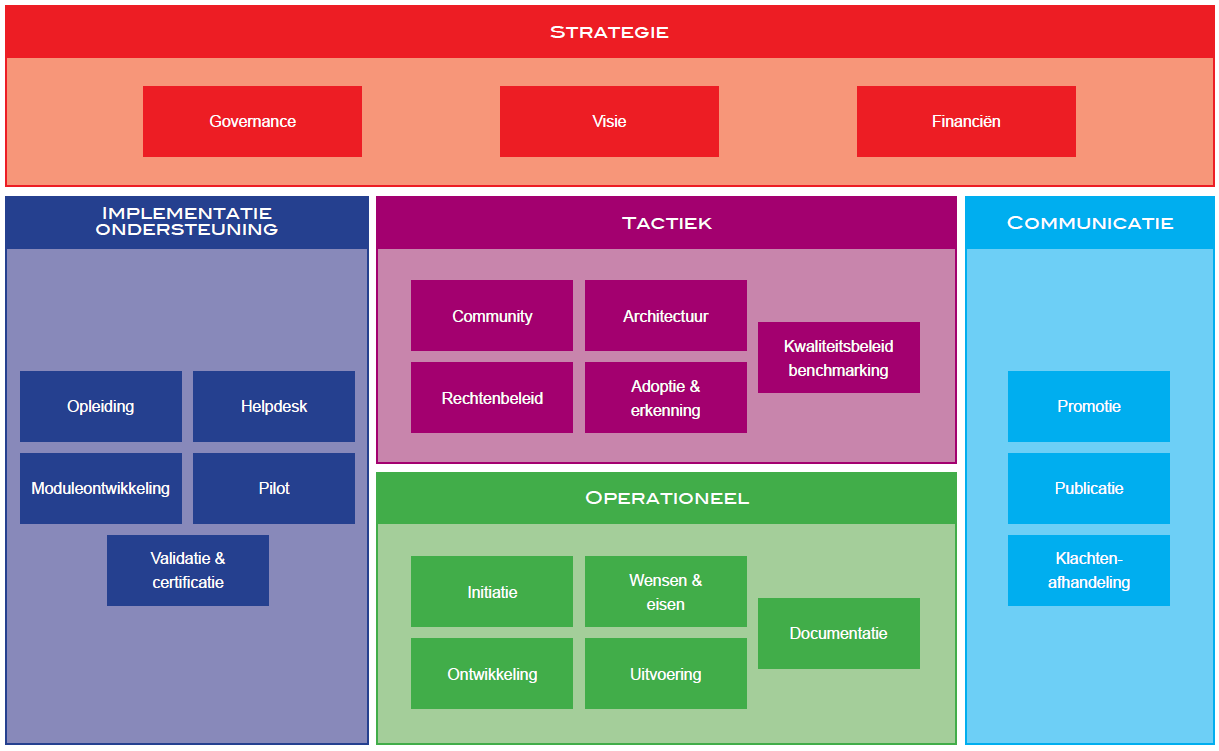 Strategie
Governance
Visie
Financiën
Implementatie
ondersteuning
Opleiding
Helpdesk
Moduleontwikkeling
Pilot
Validatie &
certificatie
Tactiek
Community
Architectuur
Kwaliteitsbeleid
benchmarking
Rechtenbeleid
Adoptie &
erkenning
Operationeel
Initiatie
Wensen &
eisen
Documentatie
Ontwikkeling
Uitvoering
Communicatie
Promotie
Publicatie
Klachten-
afhandeling